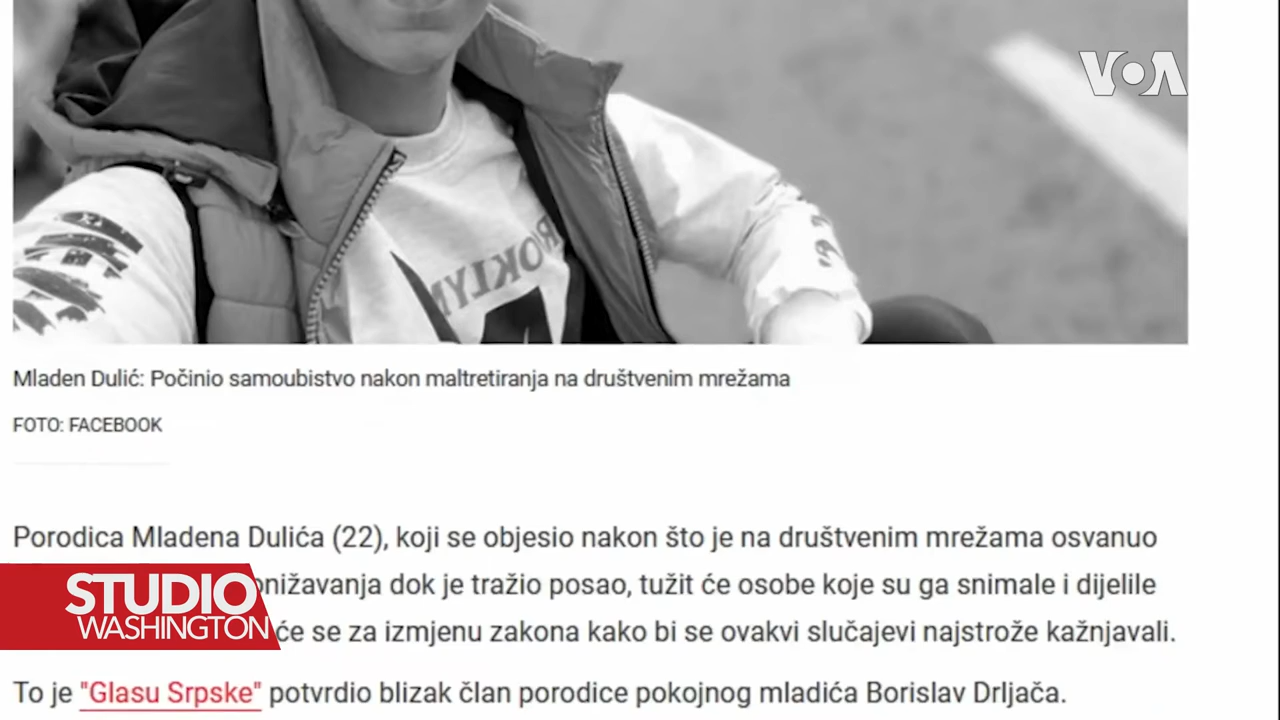 VOA
BROOKLYN
Mladen Dulić: Počinio samoubistvo nakon maltretiranja na društvenim mrežama
FOTO: FACEBOOK
Porodica Mladena Dulića (22), koji se objesio nakon što je na društvenim mrežama osvanuo
dok je tražio posao, tužit će osobe koje su ga snimale i dijelile
će se za izmjenu zakona kako bi se ovakvi slučajevi najstrože kažnjavali.
STUDIO
WASHINGTON
To je "Glasu Srpske" potvrdio blizak član porodice pokojnog mladića Borislav Drljača.